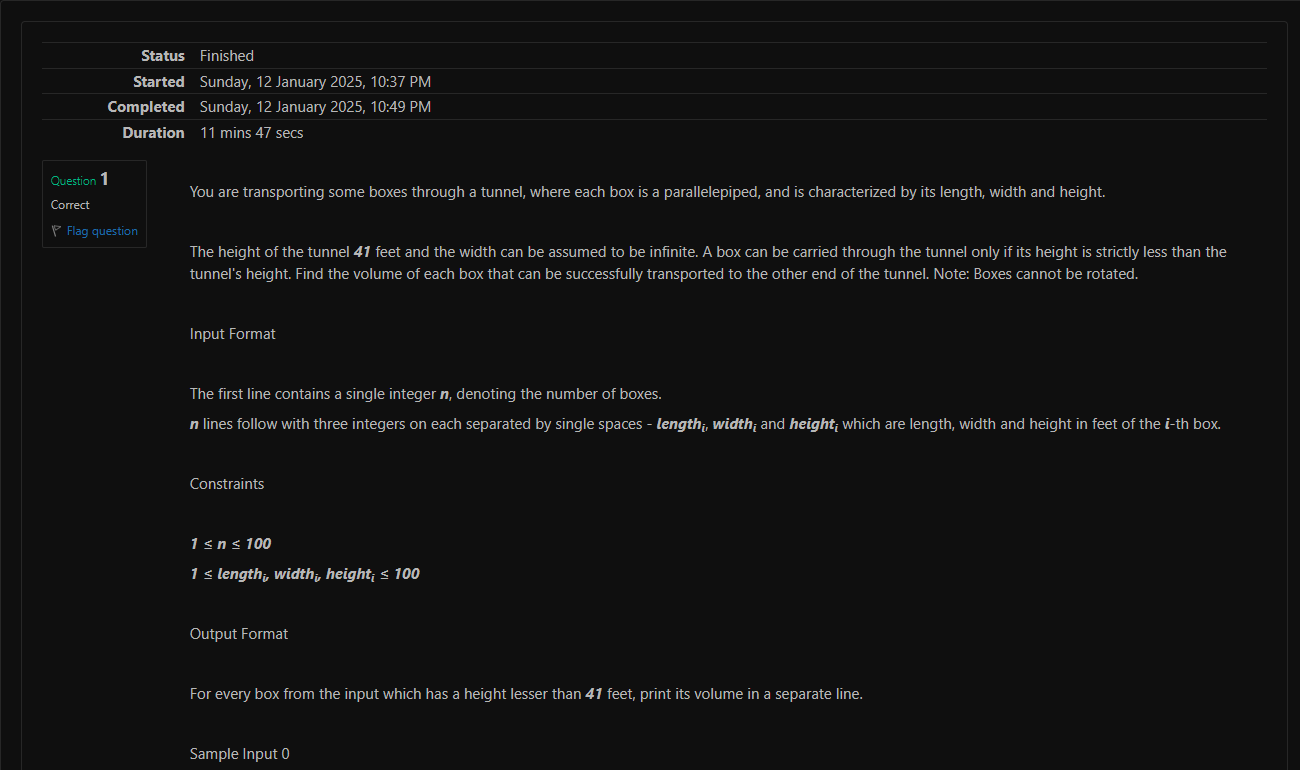 Status Finished
Started Sunday, 12 January 2025, 10:37 PM
Completed Sunday, 12 January 2025, 10:49 PM
Duration 11 mins 47 secs
Question 1
Correct
Flag question
You are transporting some boxes through a tunnel, where each box is a parallelepiped, and is characterized by its length, width and height.
The height of the tunnel 41 feet and the width can be assumed to be infinite. A box can be carried through the tunnel only if its height is strictly less than the
tunnel's height. Find the volume of each box that can be successfully transported to the other end of the tunnel. Note: Boxes cannot be rotated.
Input Format
The first line contains a single integer n, denoting the number of boxes.
n lines follow with three integers on each separated by single spaces - lengthi, widthi and heighti which are length, width and height in feet of the i-th box.
Constraints
1 ≤ n ≤ 100
1 ≤ lengthi, widthi, heighti ≤ 100
Output Format
For every box from the input which has a height lesser than 41 feet, print its volume in a separate line.
Sample Input 0